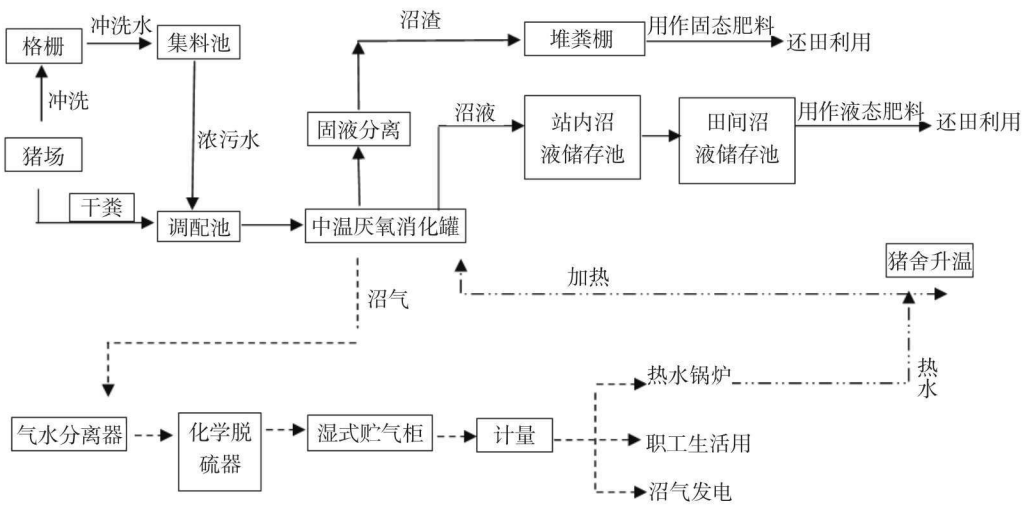 格栅
冲洗水
集料池
沼渣
堆粪棚
用作固态肥料
还田利用
冲洗
猪场
浓污水
固液分离
沼液
站内沼
液储存池
田间沼
液储存池
用作液态肥料
还田利用
干粪
调配池
中温厌氧消化罐
猪舍升温
沼气
加热
热水锅炉
热
水
气水分离器
化学脱
硫器
湿式贮气柜
计量
职工生活用
沼气发电